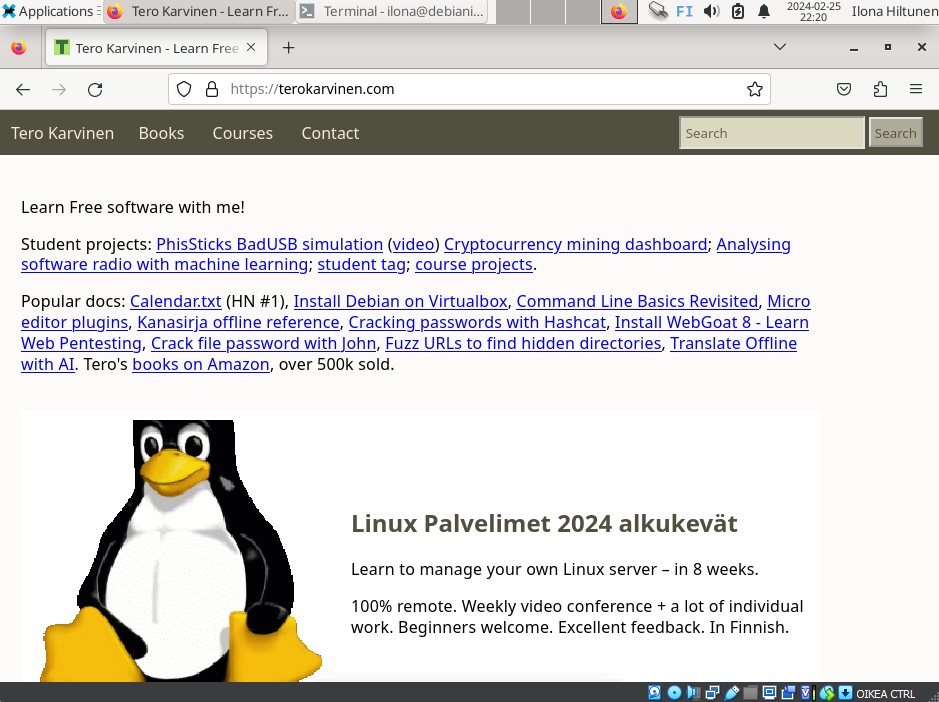 Applications Tero Karvinen - Learn Fr... Terminal - ilona@debiani... FI 2024-02-25 22:20 Ilona Hiltunen
Tero Karvinen - Learn Free
https://terokarvinen.com
Tero Karvinen Books Courses Contact Search Search
Learn Free software with me!
Student projects: PhisSticks BadUSB simulation (video) Cryptocurrency mining dashboard; Analysing
software radio with machine learning; student tag; course projects.
Popular docs: Calendar.txt (HN #1), Install Debian on Virtualbox, Command Line Basics Revisited, Micro
editor plugins, Kanasirja offline reference, Cracking passwords with Hashcat, Install WebGoat 8 - Learn
Web Pentesting, Crack file password with John, Fuzz URLs to find hidden directories, Translate Offline
with AI. Tero's books on Amazon, over 500k sold.
Linux Palvelimet 2024 alkukevät
Learn to manage your own Linux server – in 8 weeks.
100% remote. Weekly video conference + a lot of individual
work. Beginners welcome. Excellent feedback. In Finnish.
OIKEA CTRL